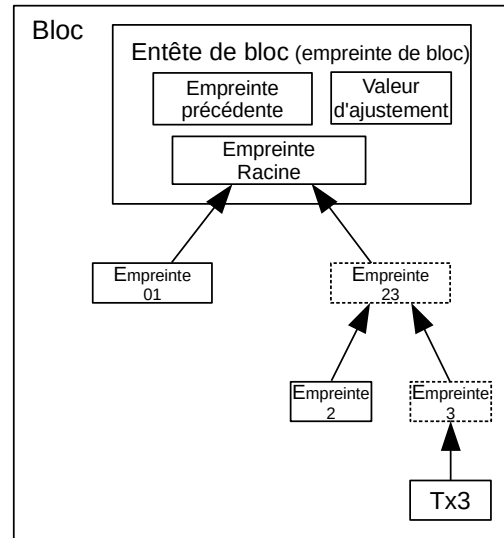 Bloc
Entête de bloc (empreinte de bloc)
Empreinte
précédente
Valeur
d'ajustement
Empreinte
Racine
Empreinte
01
Empreinte
23
Empreinte
2
Empreinte
3
Tx3